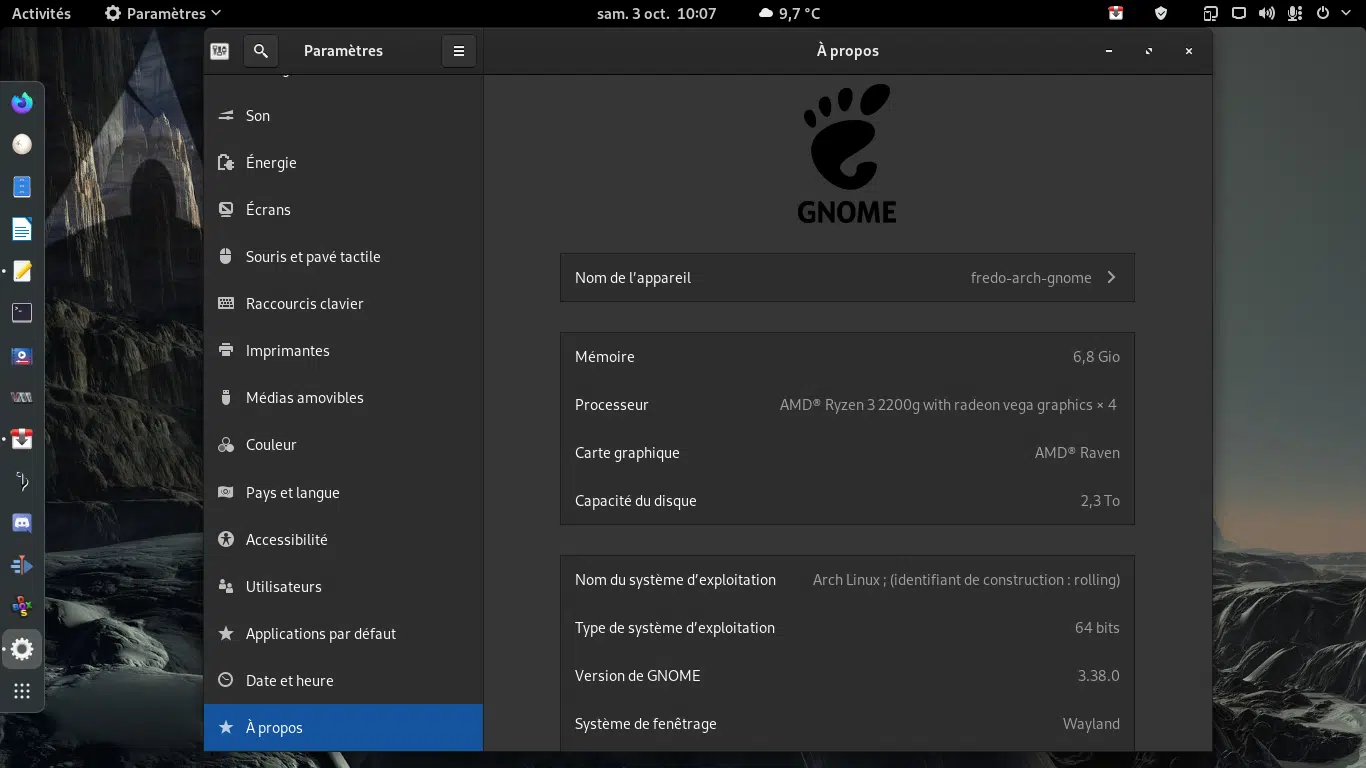 Activités Paramètres sam. 3 oct. 10:07 9,7 °C
Paramètres À propos
Son
Énergie
Écrans
Souris et pavé tactile
Raccourcis clavier
Imprimantes
Médias amovibles
Couleur
Pays et langue
Accessibilité
Utilisateurs
Applications par défaut
Date et heure
À propos
GNOME
Nom de l’appareil fredo-arch-gnome
Mémoire 6,8 Gio
Processeur AMD® Ryzen 3 2200g with radeon vega graphics × 4
Carte graphique AMD® Raven
Capacité du disque 2,3 To
Nom du système d’exploitation Arch Linux ; (identifiant de construction : rolling)
Type de système d’exploitation 64 bits
Version de GNOME 3.38.0
Système de fenêtrage Wayland